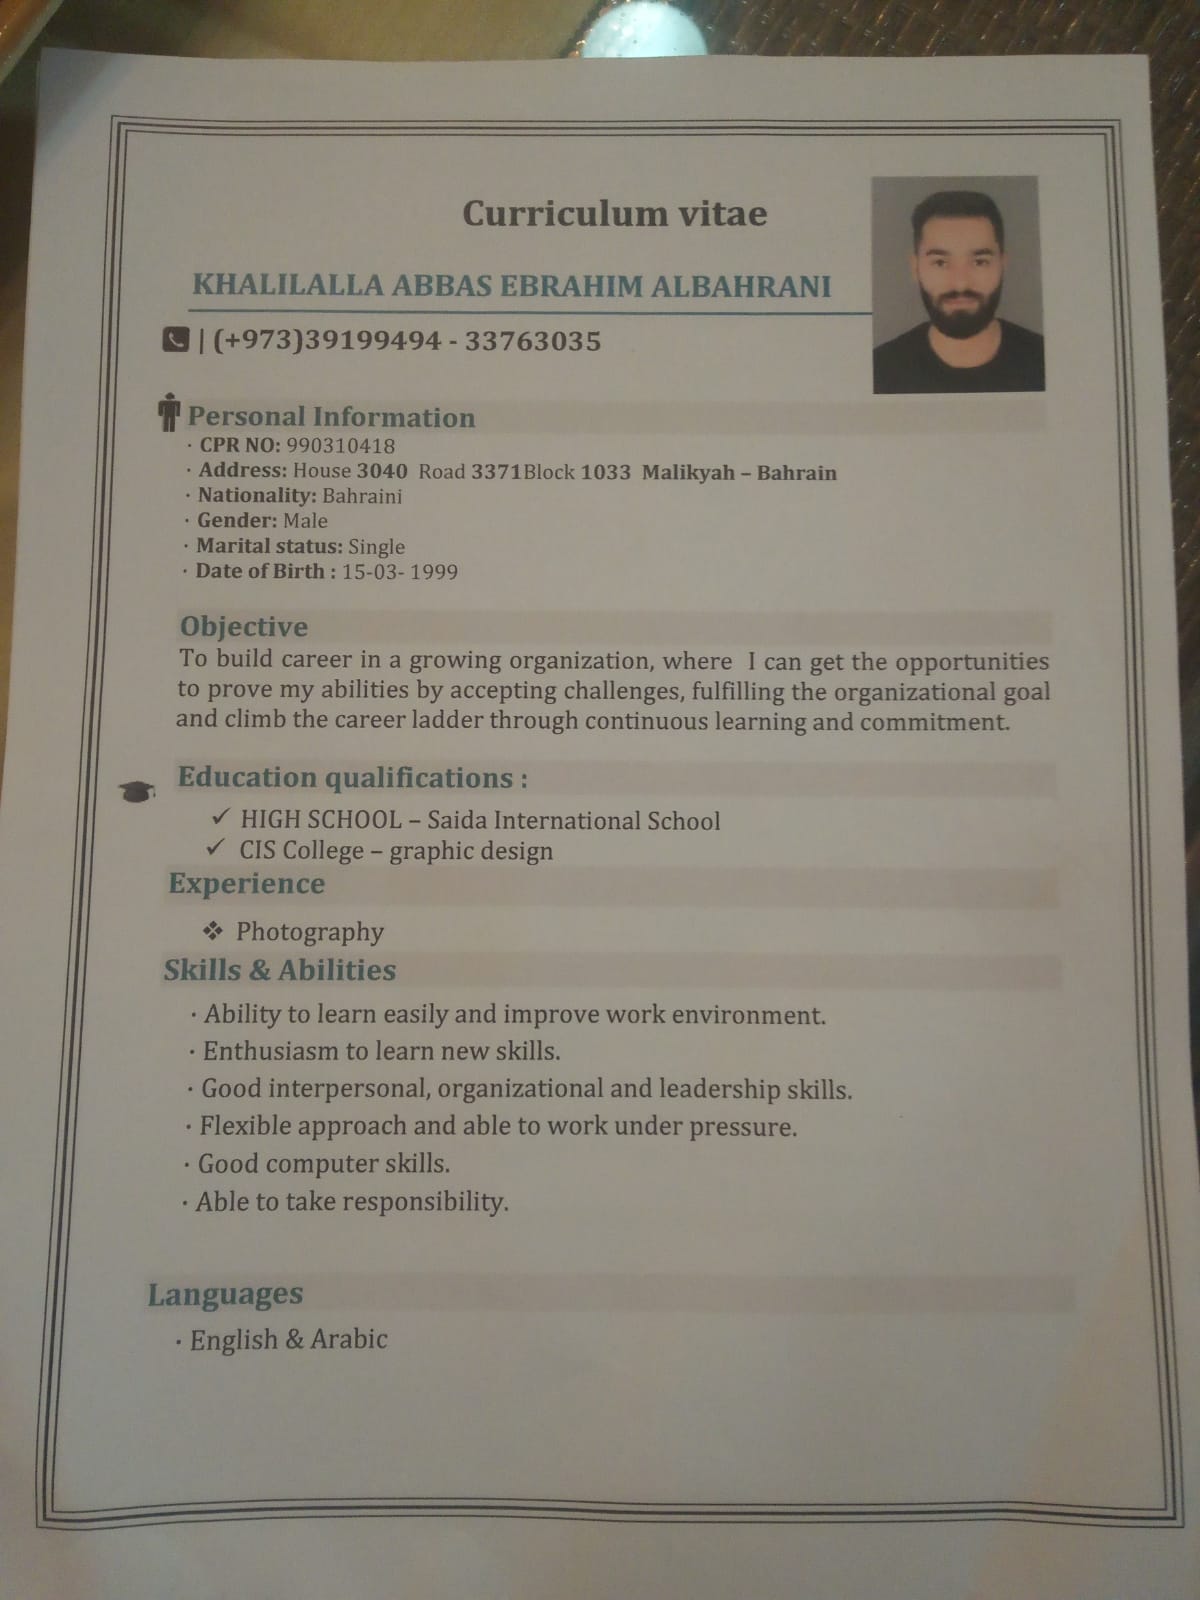 Curriculum vitae
KHALILALLA ABBAS EBRAHIM ALBAHRANI
| (+973)39199494 - 33763035
Personal Information
· CPR NO: 990310418
· Address: House 3040 Road 3371Block 1033 Malikyah – Bahrain
· Nationality: Bahraini
· Gender: Male
· Marital status: Single
· Date of Birth : 15-03- 1999
Objective
To build career in a growing organization, where I can get the opportunities
to prove my abilities by accepting challenges, fulfilling the organizational goal
and climb the career ladder through continuous learning and commitment.
Education qualifications :
✓ HIGH SCHOOL – Saida International School
✓ CIS College – graphic design
Experience
❖ Photography
Skills & Abilities
· Ability to learn easily and improve work environment.
· Enthusiasm to learn new skills.
· Good interpersonal, organizational and leadership skills.
· Flexible approach and able to work under pressure.
· Good computer skills.
· Able to take responsibility.
Languages
· English & Arabic